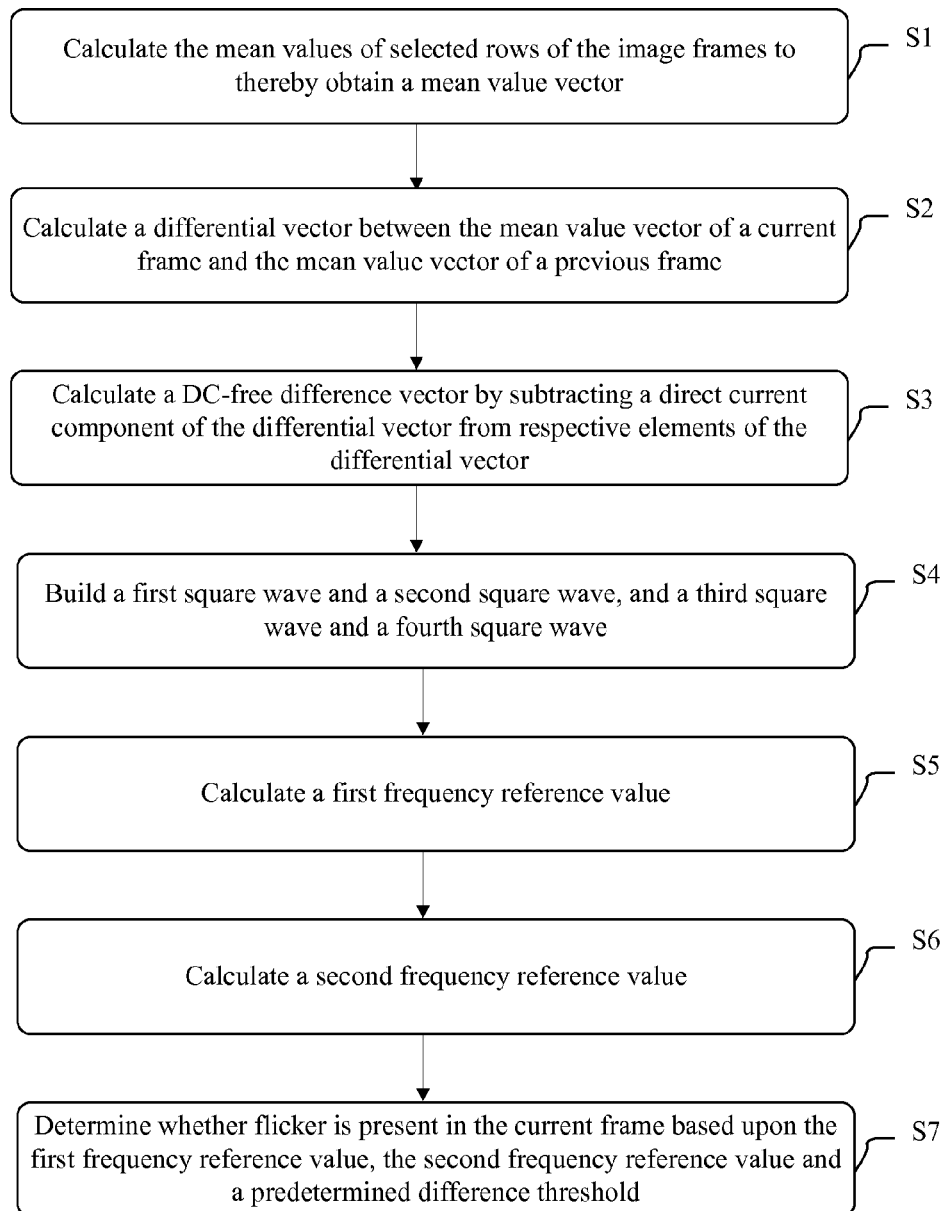 Calculate the mean values of selected rows of the image frames to
thereby obtain a mean value vector
S1
Calculate a differential vector between the mean value vector of a current
frame and the mean value vector of a previous frame
S2
Calculate a DC-free difference vector by subtracting a direct current
component of the differential vector from respective elements of the
differential vector
S3
Build a first square wave and a second square wave, and a third square
wave and a fourth square wave
S4
Calculate a first frequency reference value
S5
Calculate a second frequency reference value
S6
Determine whether flicker is present in the current frame based upon the
first frequency reference value, the second frequency reference value and
a predetermined difference threshold
S7